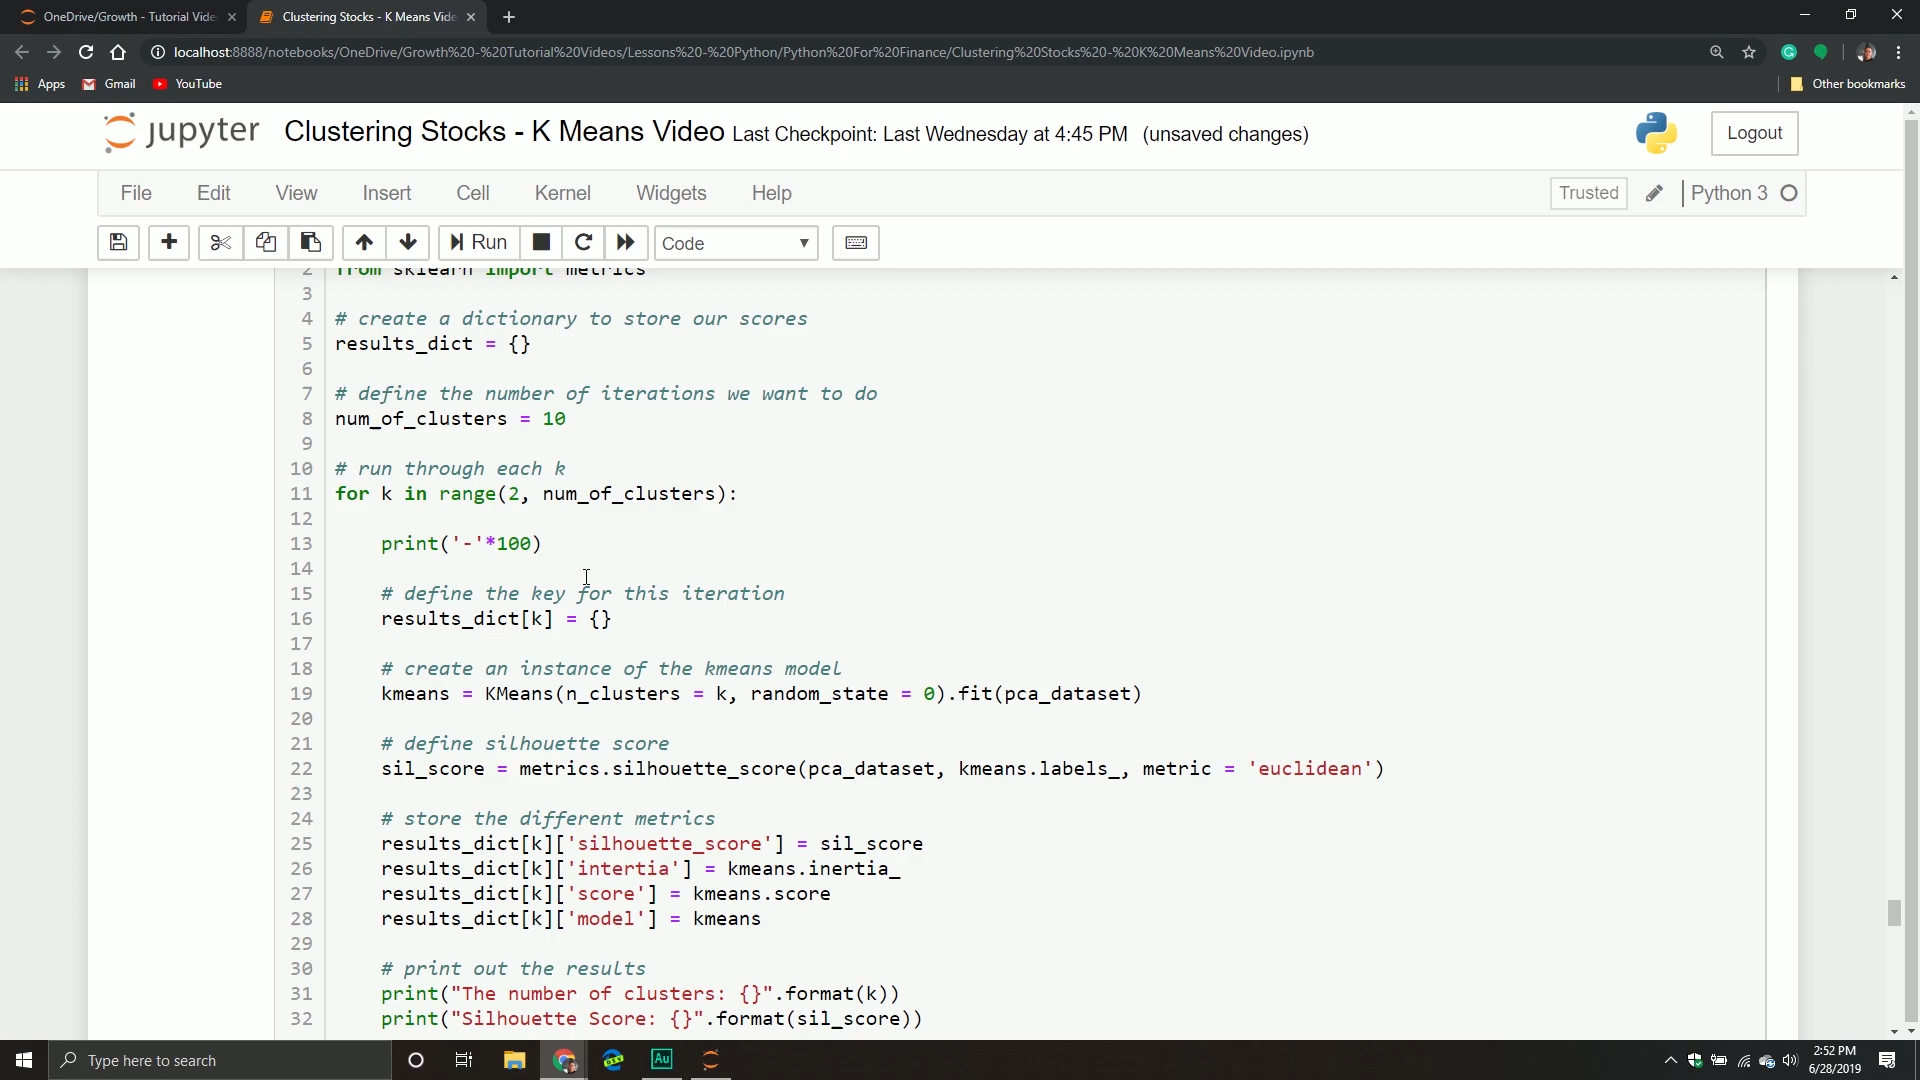 OneDrive/Growth - Tutorial Vide
Clustering Stocks - K Means Vide
localhost:8888/notebooks/OneDrive/Growth%20-%20Tutorial%20Videos/Lessons%20-%20Python/Python%20For%20Finance/Clustering%20Stocks%20-%20K%20Means%20Video.ipynb
Apps
Gmail
YouTube
Other bookmarks
jupyter
Clustering Stocks - K Means Video
Last Checkpoint: Last Wednesday at 4:45 PM (unsaved changes)
Logout
File
Edit
View
Insert
Cell
Kernel
Widgets
Help
Trusted
Python 3
Run
Code
2 from sklearn import metrics
3
4 # create a dictionary to store our scores
5 results_dict = {}
6
7 # define the number of iterations we want to do
8 num_of_clusters = 10
9
10 # run through each k
11 for k in range(2, num_of_clusters):
12
13 print('-'*100)
14
15 # define the key for this iteration
16 results_dict[k] = {}
17
18 # create an instance of the kmeans model
19 kmeans = KMeans(n_clusters = k, random_state = 0).fit(pca_dataset)
20
21 # define silhouette score
22 sil_score = metrics.silhouette_score(pca_dataset, kmeans.labels_, metric = 'euclidean')
23
24 # store the different metrics
25 results_dict[k]['silhouette_score'] = sil_score
26 results_dict[k]['intertia'] = kmeans.inertia_
27 results_dict[k]['score'] = kmeans.score
28 results_dict[k]['model'] = kmeans
29
30 # print out the results
31 print("The number of clusters: {}".format(k))
32 print("Silhouette Score: {}".format(sil_score))
Type here to search
DEV
Au
2:52 PM
6/28/2019